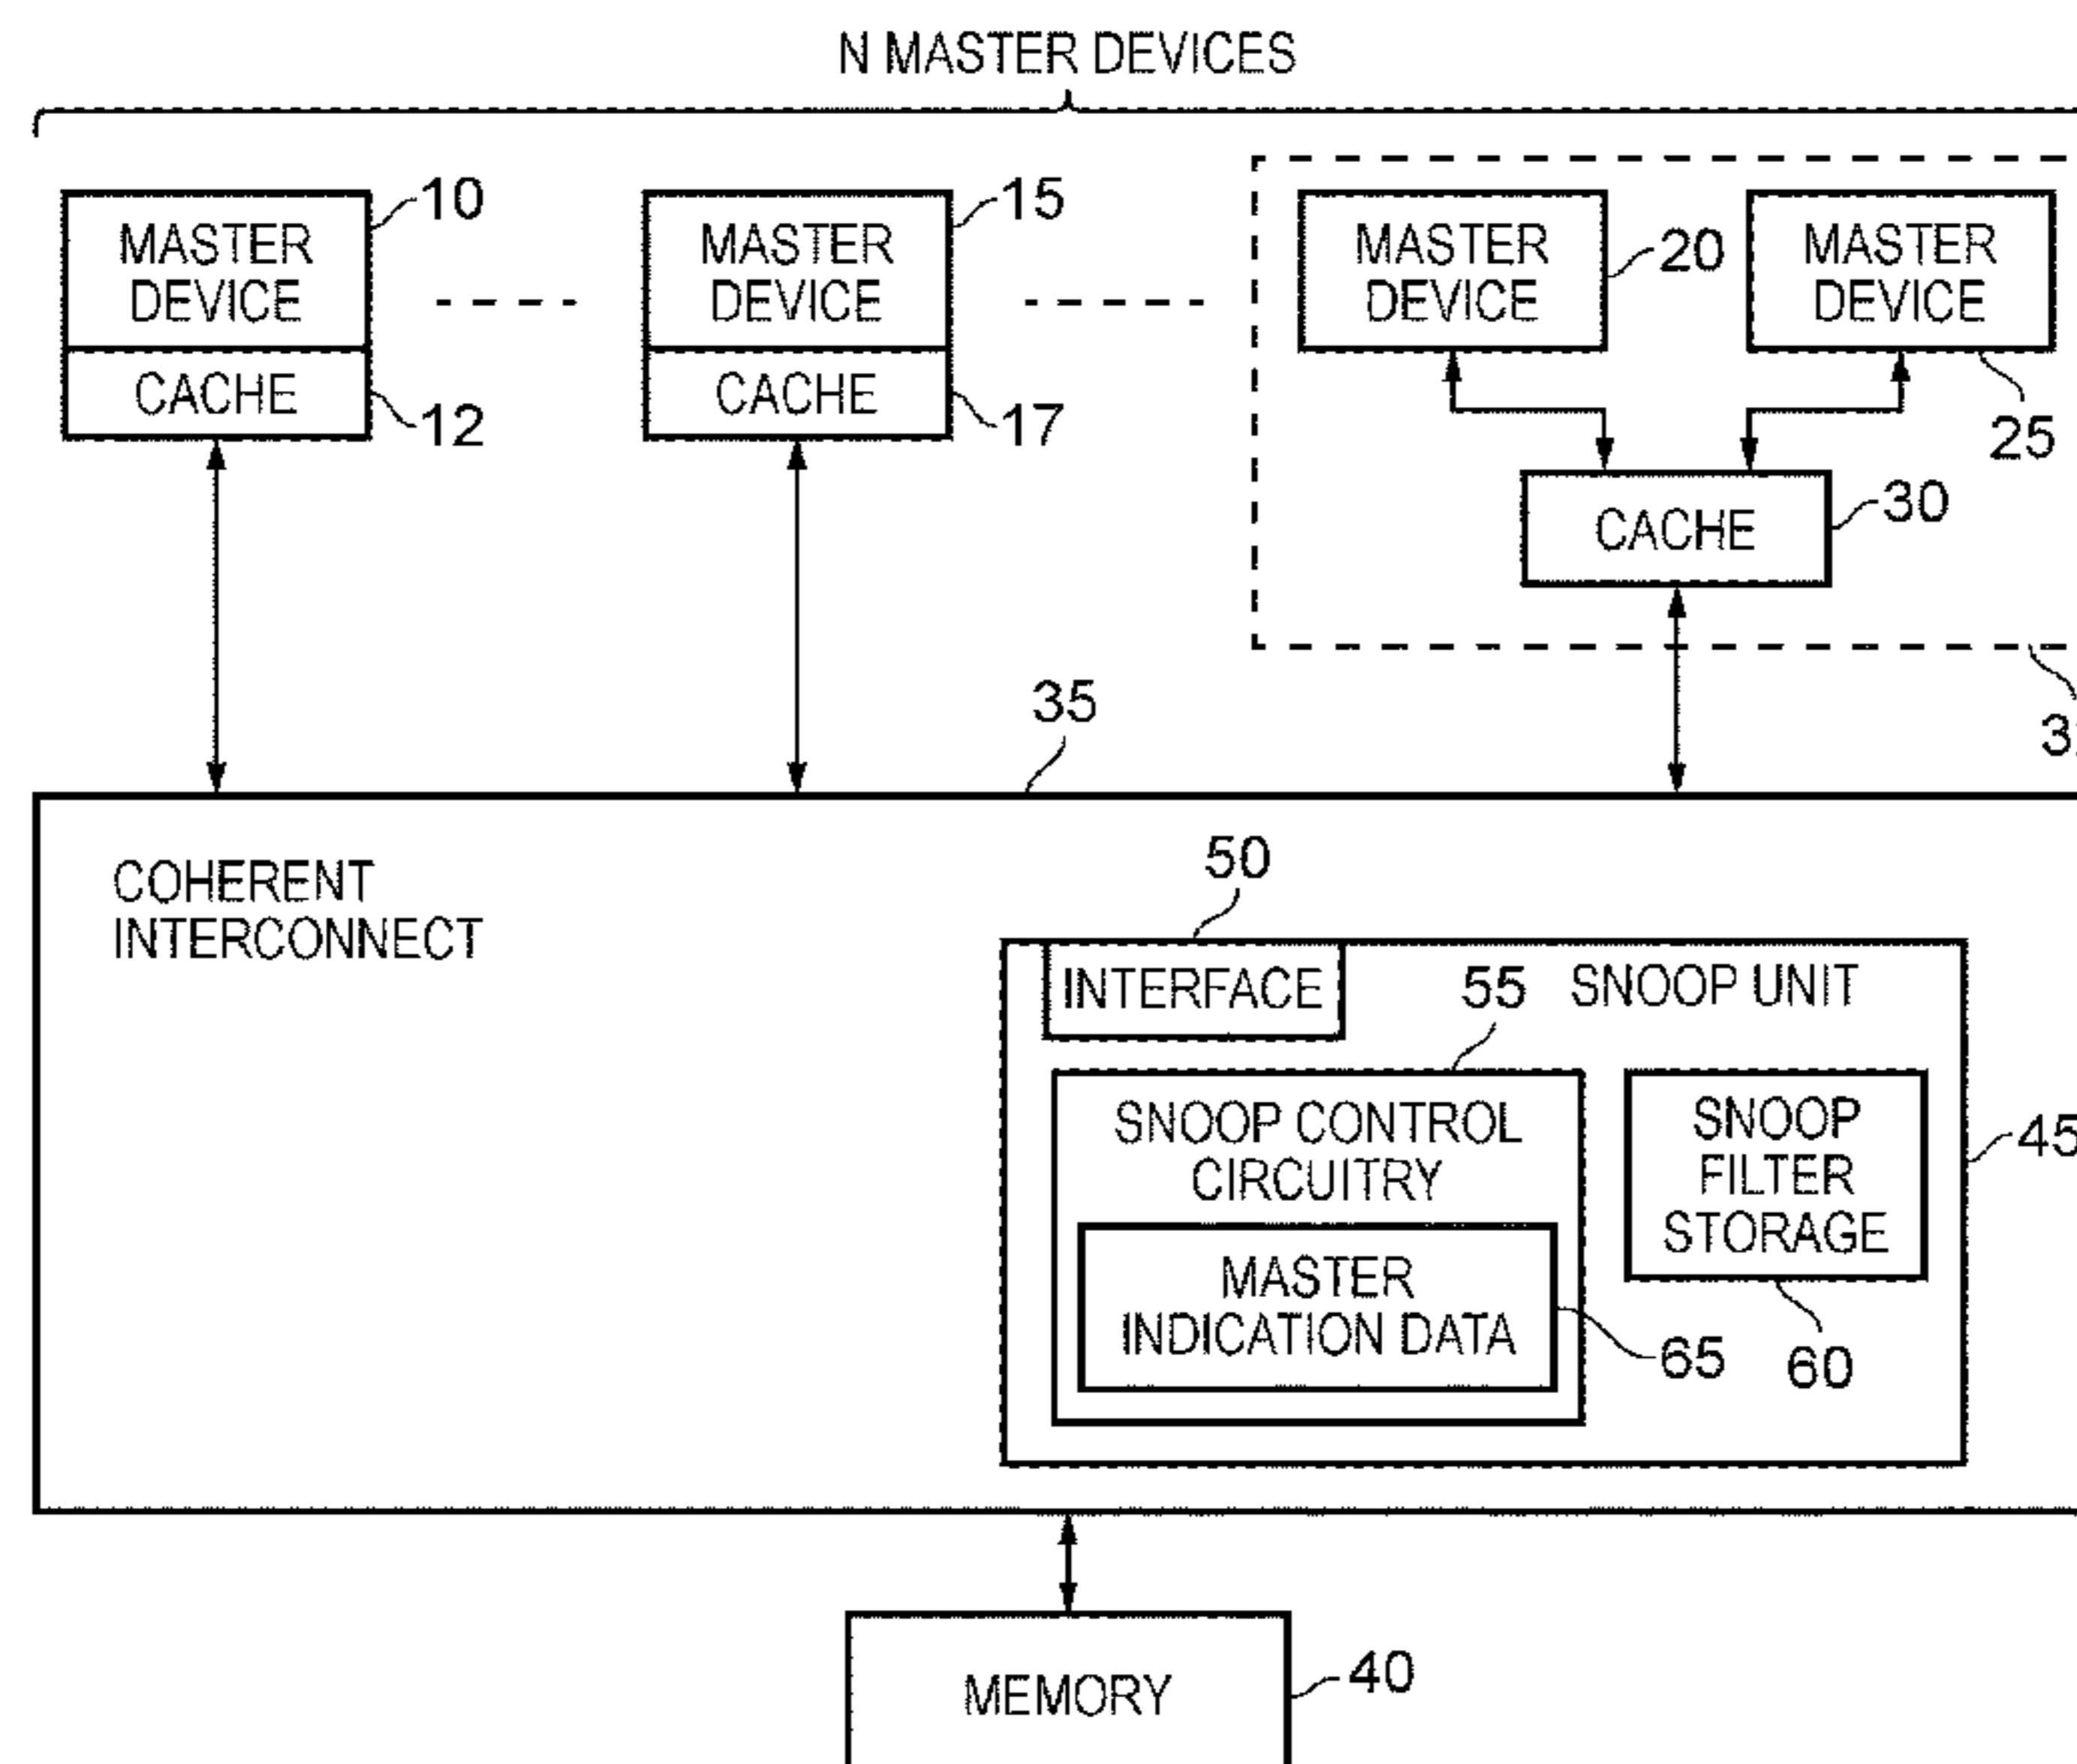 N MASTER DEVICES
MASTER
DEVICE
10
CACHE
12
MASTER
DEVICE
15
CACHE
17
MASTER
DEVICE
20
MASTER
DEVICE
25
CACHE
30
35
COHERENT
INTERCONNECT
50
INTERFACE
55
SNOOP UNIT
SNOOP CONTROL
CIRCUITRY
MASTER
INDICATION DATA
65
SNOOP
FILTER
STORAGE
60
45
MEMORY
40